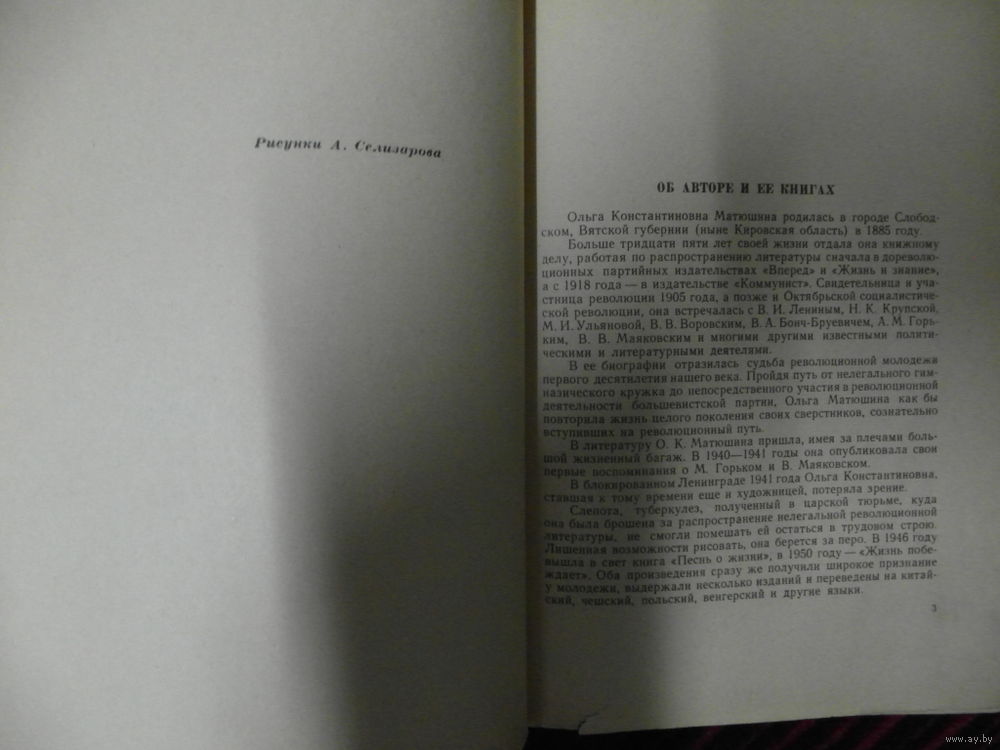 Рисунки А. Селизарова
ОБ АВТОРЕ И ЕЕ КНИГАХ
Ольга Константиновна Матюшина родилась в городе Слобод-
ском, Вятской губернии (ныне Кировская область) в 1885 году.
Больше тридцати пяти лет своей жизни отдала она книжному
делу, работая по распространению литературы сначала в дореволю-
ционных партийных издательствах «Вперед» и «Жизнь и знание»,
а с 1918 года — в издательстве «Коммунист». Свидетельница и уча-
стница революции 1905 года, а позже и Октябрьской социалистиче-
ской революции, она встречалась с В. И. Лениным, Н. К. Крупской,
М. И. Ульяновой, В. В. Воровским, В. А. Бонч-Бруевичем, А. М. Горь-
ким, В. В. Маяковским и многими другими известными полити-
ческими и литературными деятелями.
В ее биографии отразилась судьба революционной молодежи
первого десятилетия нашего века. Пройдя путь от нелегального гим-
назического кружка до непосредственного участия в революционной
деятельности большевистской партии, Ольга Матюшина как бы
повторила жизнь целого поколения своих сверстников, сознательно
вступивших на революционный путь.
В литературу О. К. Матюшина пришла, имея за плечами боль-
шой жизненный багаж. В 1940—1941 годы она опубликовала свои
первые воспоминания о М. Горьком и В. Маяковском.
В блокированном Ленинграде 1941 года Ольга Константиновна,
ставшая к тому времени еще и художницей, потеряла зрение.
Слепота, туберкулез, полученный в царской тюрьме, куда
она была брошена за распространение нелегальной революционной
литературы, не смогли помешать ей остаться в трудовом строю.
Лишенная возможности рисовать, она берется за перо. В 1946 году
вышла в свет книга «Песнь о жизни», в 1950 году — «Жизнь побе-
ждает». Оба произведения сразу же получили широкое признание
у молодежи, выдержали несколько изданий и переведены на китай-
ский, чешский, польский, венгерский и другие языки.
3
www.ay.by